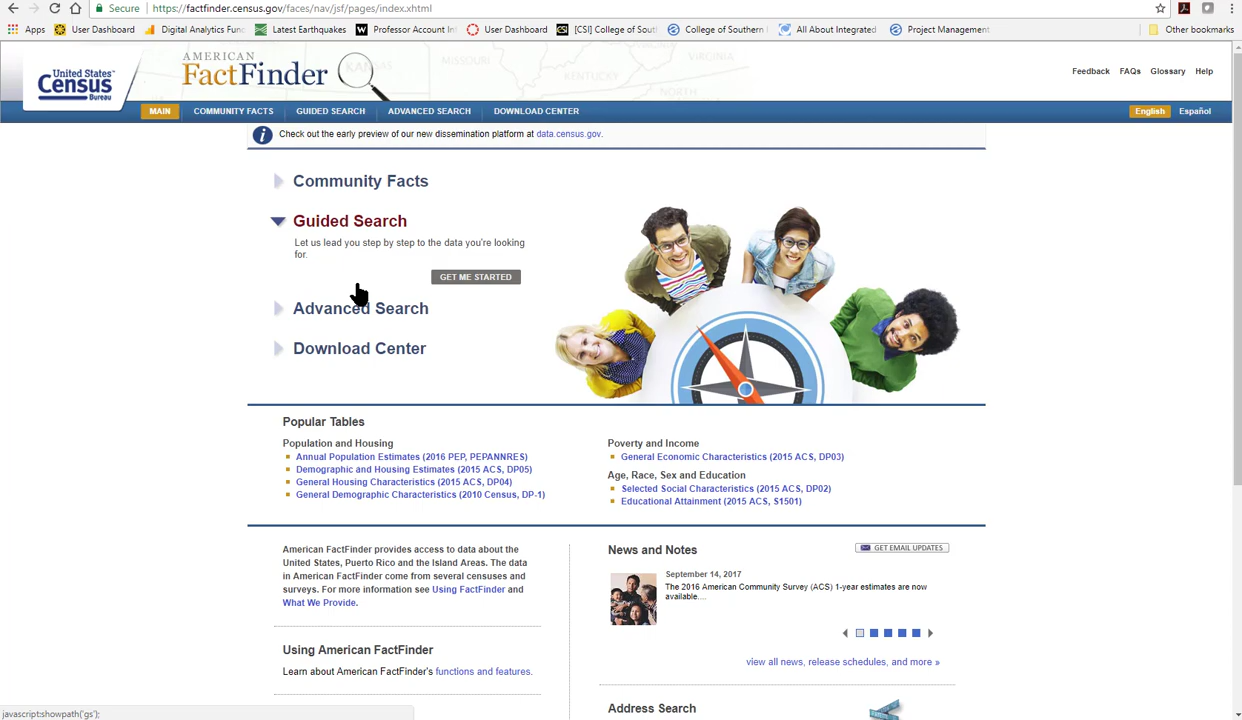 Secure https://factfinder.census.gov/faces/nav/jsf/pages/index.xhtml
Apps User Dashboard Digital Analytics Func Latest Earthquakes Professor Account Inf User Dashboard [CSI] College of Sout College of Southern All About Integrated Project Management Other bookmarks
United States Census Bureau
AMERICAN
FactFinder
KANSAS MISSOURI KENTUCKY VIRGINIA
Feedback FAQs Glossary Help
MAIN COMMUNITY FACTS GUIDED SEARCH ADVANCED SEARCH DOWNLOAD CENTER English Español
Check out the early preview of our new dissemination platform at data.census.gov.
Community Facts
Guided Search
Let us lead you step by step to the data you're looking
for.
GET ME STARTED
Advanced Search
Download Center
Popular Tables
Population and Housing
Annual Population Estimates (2016 PEP, PEPANNRES)
Demographic and Housing Estimates (2015 ACS, DP05)
General Housing Characteristics (2015 ACS, DP04)
General Demographic Characteristics (2010 Census, DP-1)
Poverty and Income
General Economic Characteristics (2015 ACS, DP03)
Age, Race, Sex and Education
Selected Social Characteristics (2015 ACS, DP02)
Educational Attainment (2015 ACS, S1501)
American FactFinder provides access to data about the
United States, Puerto Rico and the Island Areas. The data
in American FactFinder come from several censuses and
surveys. For more information see Using FactFinder and
What We Provide.
Using American FactFinder
Learn about American FactFinder's functions and features.
News and Notes
GET EMAIL UPDATES
September 14, 2017
The 2016 American Community Survey (ACS) 1-year estimates are now
available....
view all news, release schedules, and more »
Address Search
javascript:showpath('gs');